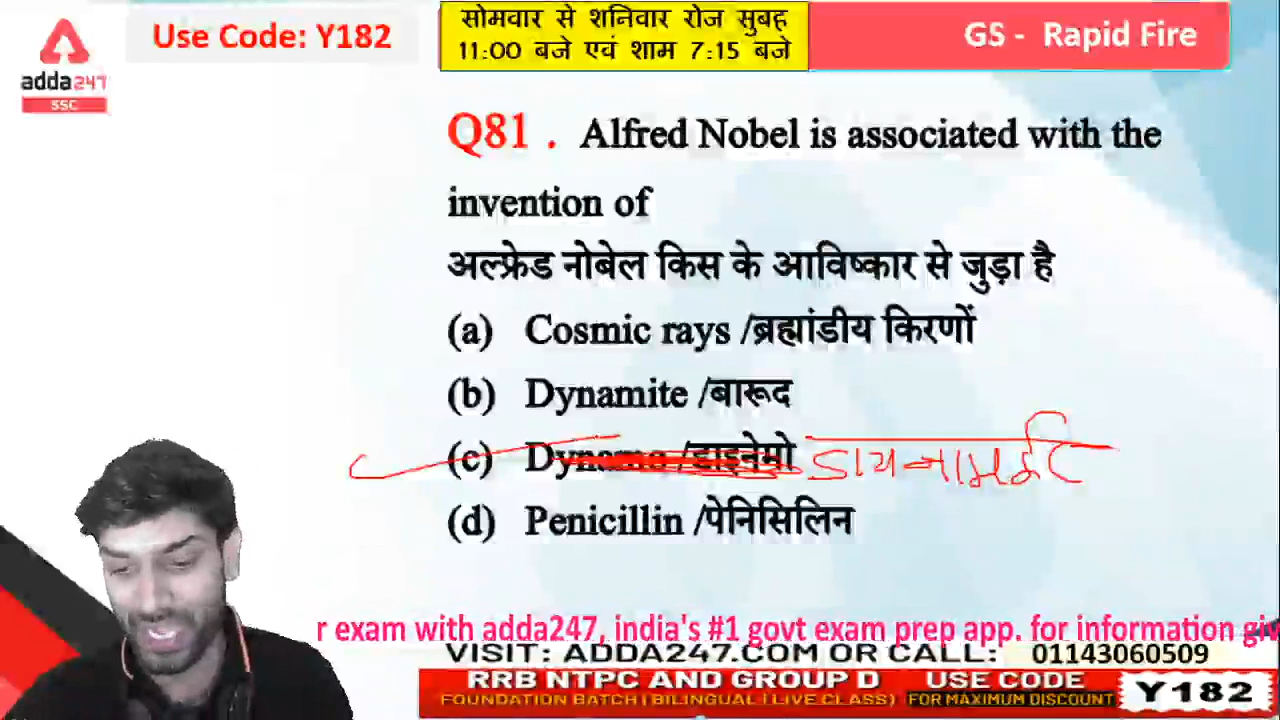 Use Code: Y182
सोमवार से शनिवार रोज सुबह
11:00 बजे एवं शाम 7:15 बजे
GS - Rapid Fire
adda247
SSC
Q81 . Alfred Nobel is associated with the
invention of
अल्फ्रेड नोबेल किस के आविष्कार से जुड़ा है
(a) Cosmic rays /ब्रह्मांडीय किरणों
(b) Dynamite /बारूद
(c) Dynamo /डाइनेमो
(d) Penicillin /पेनिसिलिन
r exam with adda247, india's #1 govt exam prep app. for information giv
VISIT: ADDA247.COM OR CALL: 01143060509
RRB NTPC AND GROUP D USE CODE
FOUNDATION BATCH | BILINGUAL (LIVE CLASS) FOR MAXIMUM DISCOUNT
Y182